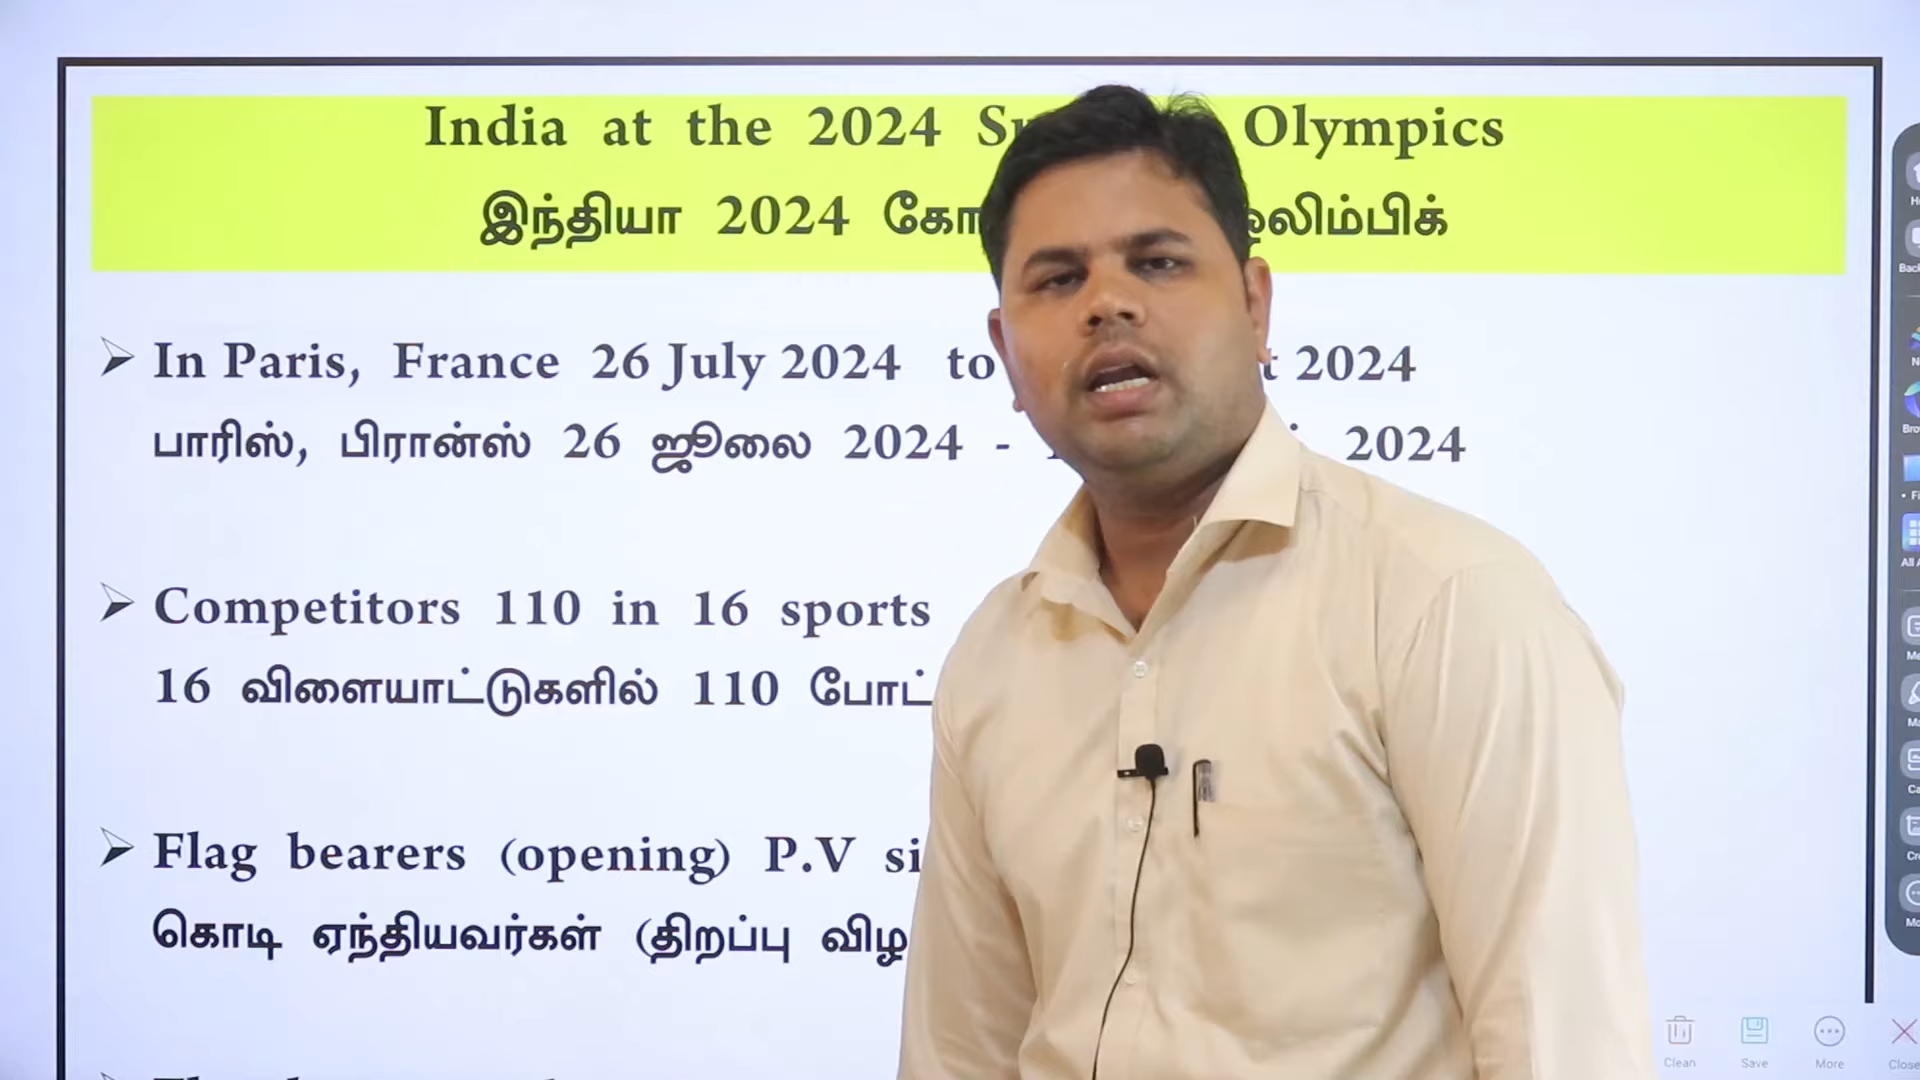 India at the 2024 Olympics
இந்தியா 2024
In Paris, France 26 July 2024 to 2024
பாரிஸ், பிரான்ஸ் 26 ஜூலை 2024 - 2024
Competitors 110 in 16 sports
16 விளையாட்டுகளில் 110
Flag bearers (opening) P.V
கொடி ஏந்தியவர்கள் (திறப்பு
Clean Save More Close